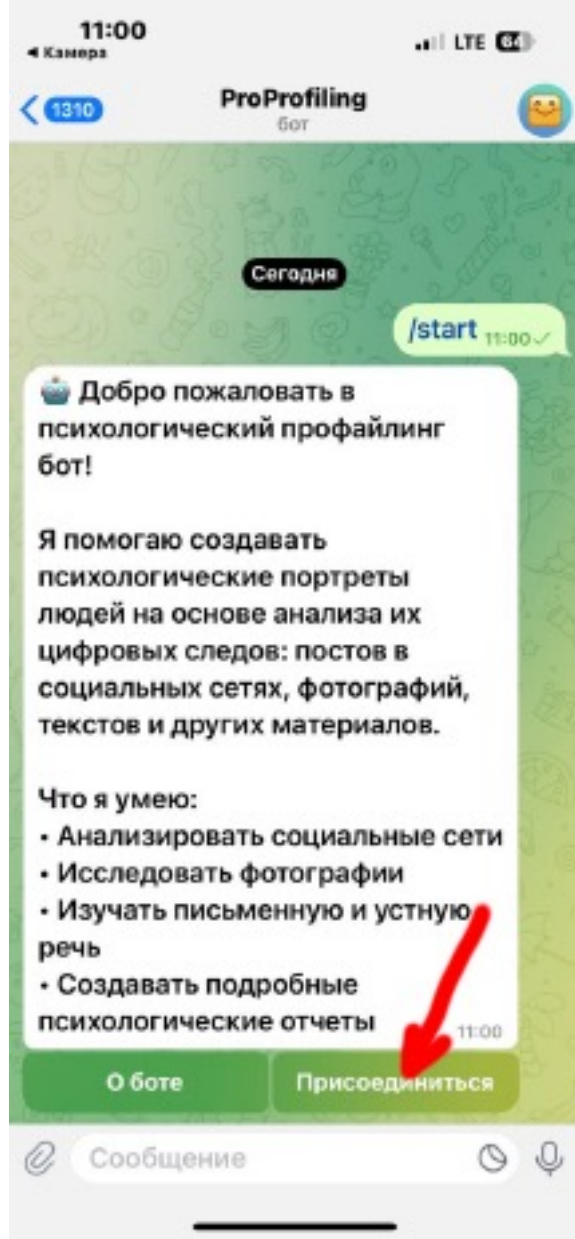 11:00
Камера
LTE 64
1310
ProProfiling
бот
Сегодня
/start 11:00
Добро пожаловать в
психологический профайлинг
бот!
Я помогаю создавать
психологические портреты
людей на основе анализа их
цифровых следов: постов в
социальных сетях, фотографий,
текстов и других материалов.
Что я умею:
• Анализировать социальные сети
• Исследовать фотографии
• Изучать письменную и устную
речь
• Создавать подробные
психологические отчеты 11:00
О боте
Присоединиться
Сообщение